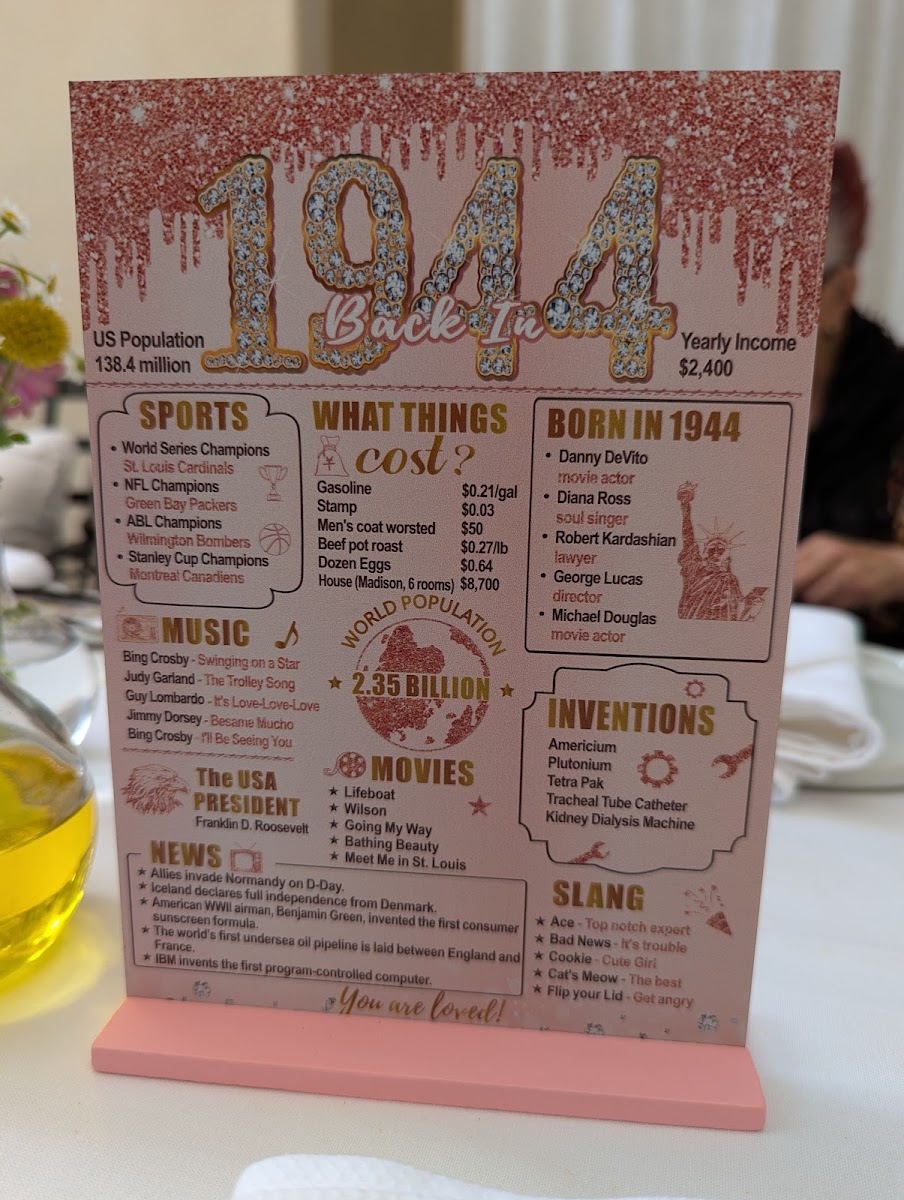 1944
Back In
US Population
138.4 million
Yearly Income
$2,400
SPORTS
• World Series Champions
St. Louis Cardinals
• NFL Champions
Green Bay Packers
• ABL Champions
Wilmington Bombers
• Stanley Cup Champions
Montreal Canadiens
WHAT THINGS
cost?
¥
Gasoline $0.21/gal
Stamp $0.03
Men's coat worsted $50
Beef pot roast $0.27/lb
Dozen Eggs $0.64
House (Madison, 6 rooms) $8,700
BORN IN 1944
• Danny DeVito
movie actor
• Diana Ross
soul singer
• Robert Kardashian
lawyer
• George Lucas
director
• Michael Douglas
movie actor
MUSIC
Bing Crosby - Swinging on a Star
Judy Garland - The Trolley Song
Guy Lombardo - It's Love-Love-Love
Jimmy Dorsey - Besame Mucho
Bing Crosby - I'll Be Seeing You
WORLD POPULATION
★ 2.35 BILLION ★
INVENTIONS
Americium
Plutonium
Tetra Pak
Tracheal Tube Catheter
Kidney Dialysis Machine
The USA
PRESIDENT
Franklin D. Roosevelt
MOVIES
★ Lifeboat
★ Wilson
★ Going My Way
★ Bathing Beauty
★ Meet Me in St. Louis
NEWS
★ Allies invade Normandy on D-Day.
★ Iceland declares full independence from Denmark.
★ American WWII airman, Benjamin Green, invented the first consumer
sunscreen formula.
★ The world's first undersea oil pipeline is laid between England and
France.
★ IBM invents the first program-controlled computer.
SLANG
★ Ace - Top notch expert
★ Bad News - It's trouble
★ Cookie - Cute Girl
★ Cat's Meow - The best
★ Flip your Lid - Get angry
You are loved!